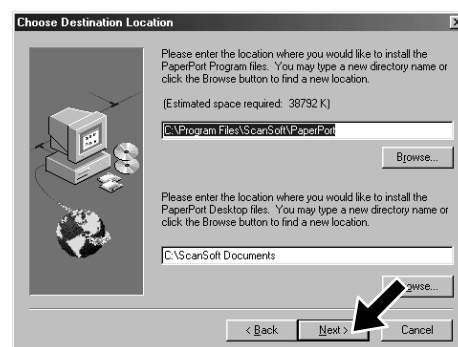 Choose Destination Location
Please enter the location where you would like to install the
PaperPort Program files. You may type a new directory name or
click the Browse button to find a new location.
(Estimated space required: 38792 K)
C:\Program Files\ScanSoft\PaperPort
Browse...
Please enter the location where you would like to install the
PaperPort Desktop files. You may type a new directory name or
click the Browse button to find a new location.
C:\ScanSoft Documents
< Back Next > Cancel